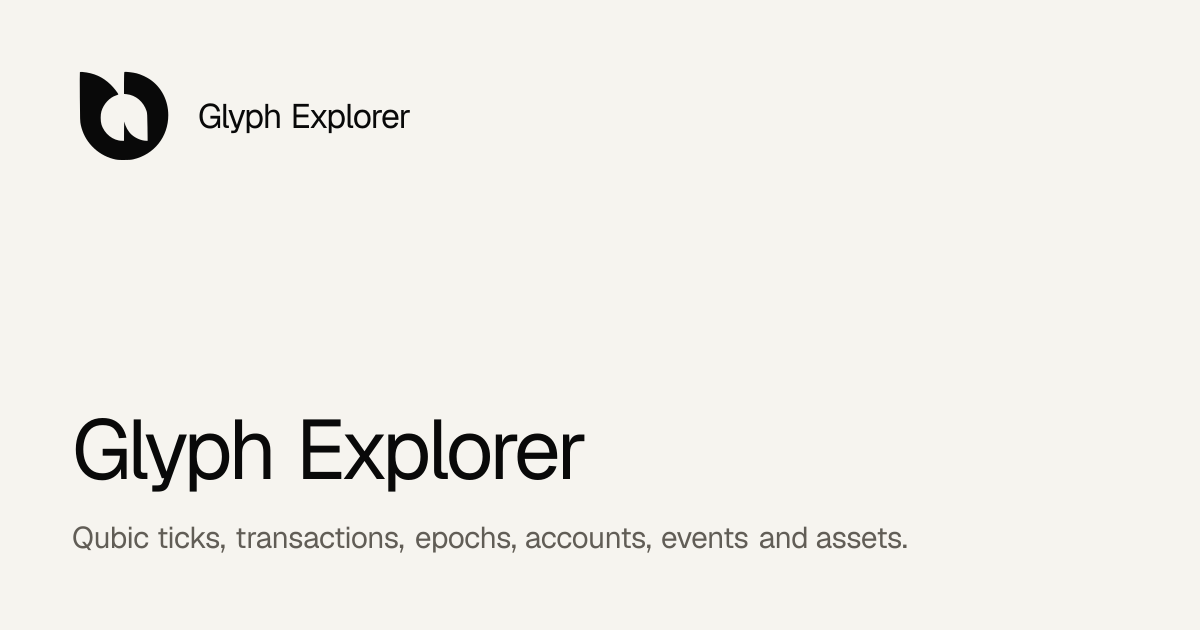 Glyph Explorer
Glyph Explorer
Qubic ticks, transactions, epochs, accounts, events and assets.